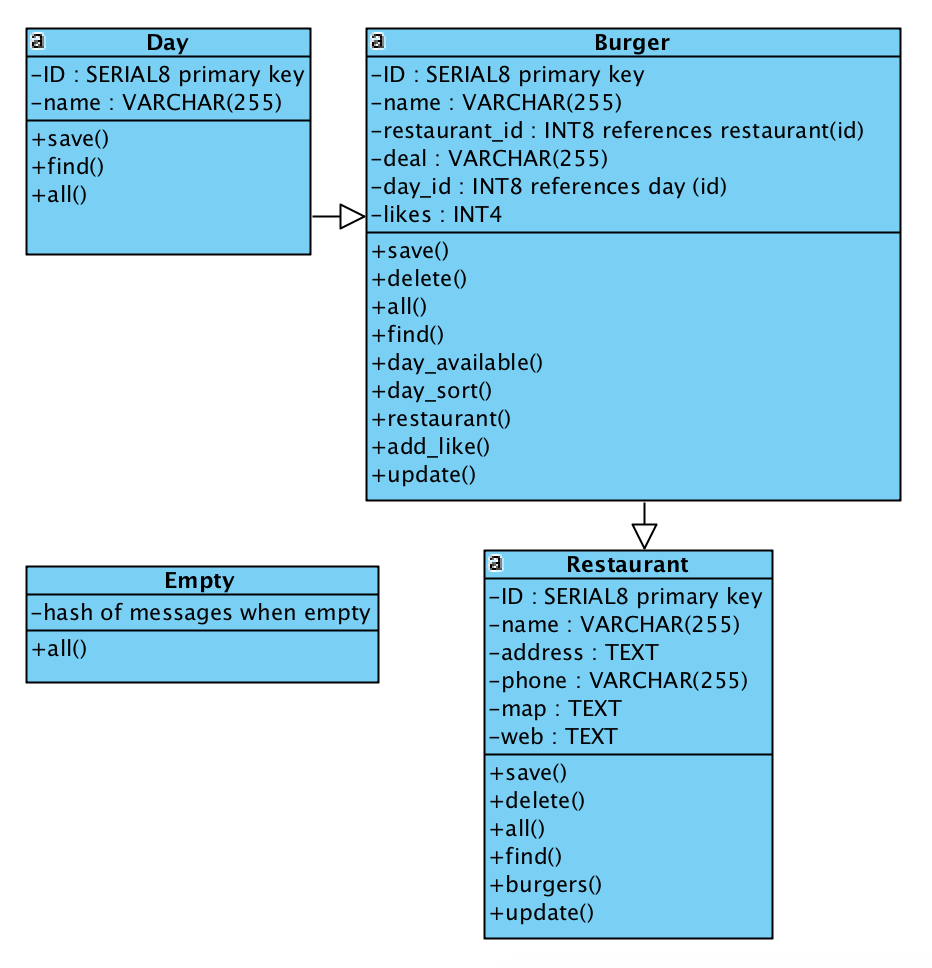 a Day
-ID : SERIAL8 primary key
-name : VARCHAR(255)
+save()
+find()
+all()
a Burger
-ID : SERIAL8 primary key
-name : VARCHAR(255)
-restaurant_id : INT8 references restaurant(id)
-deal : VARCHAR(255)
-day_id : INT8 references day (id)
-likes : INT4
+save()
+delete()
+all()
+find()
+day_available()
+day_sort()
+restaurant()
+add_like()
+update()
Empty
-hash of messages when empty
+all()
a Restaurant
-ID : SERIAL8 primary key
-name : VARCHAR(255)
-address : TEXT
-phone : VARCHAR(255)
-map : TEXT
-web : TEXT
+save()
+delete()
+all()
+find()
+burgers()
+update()